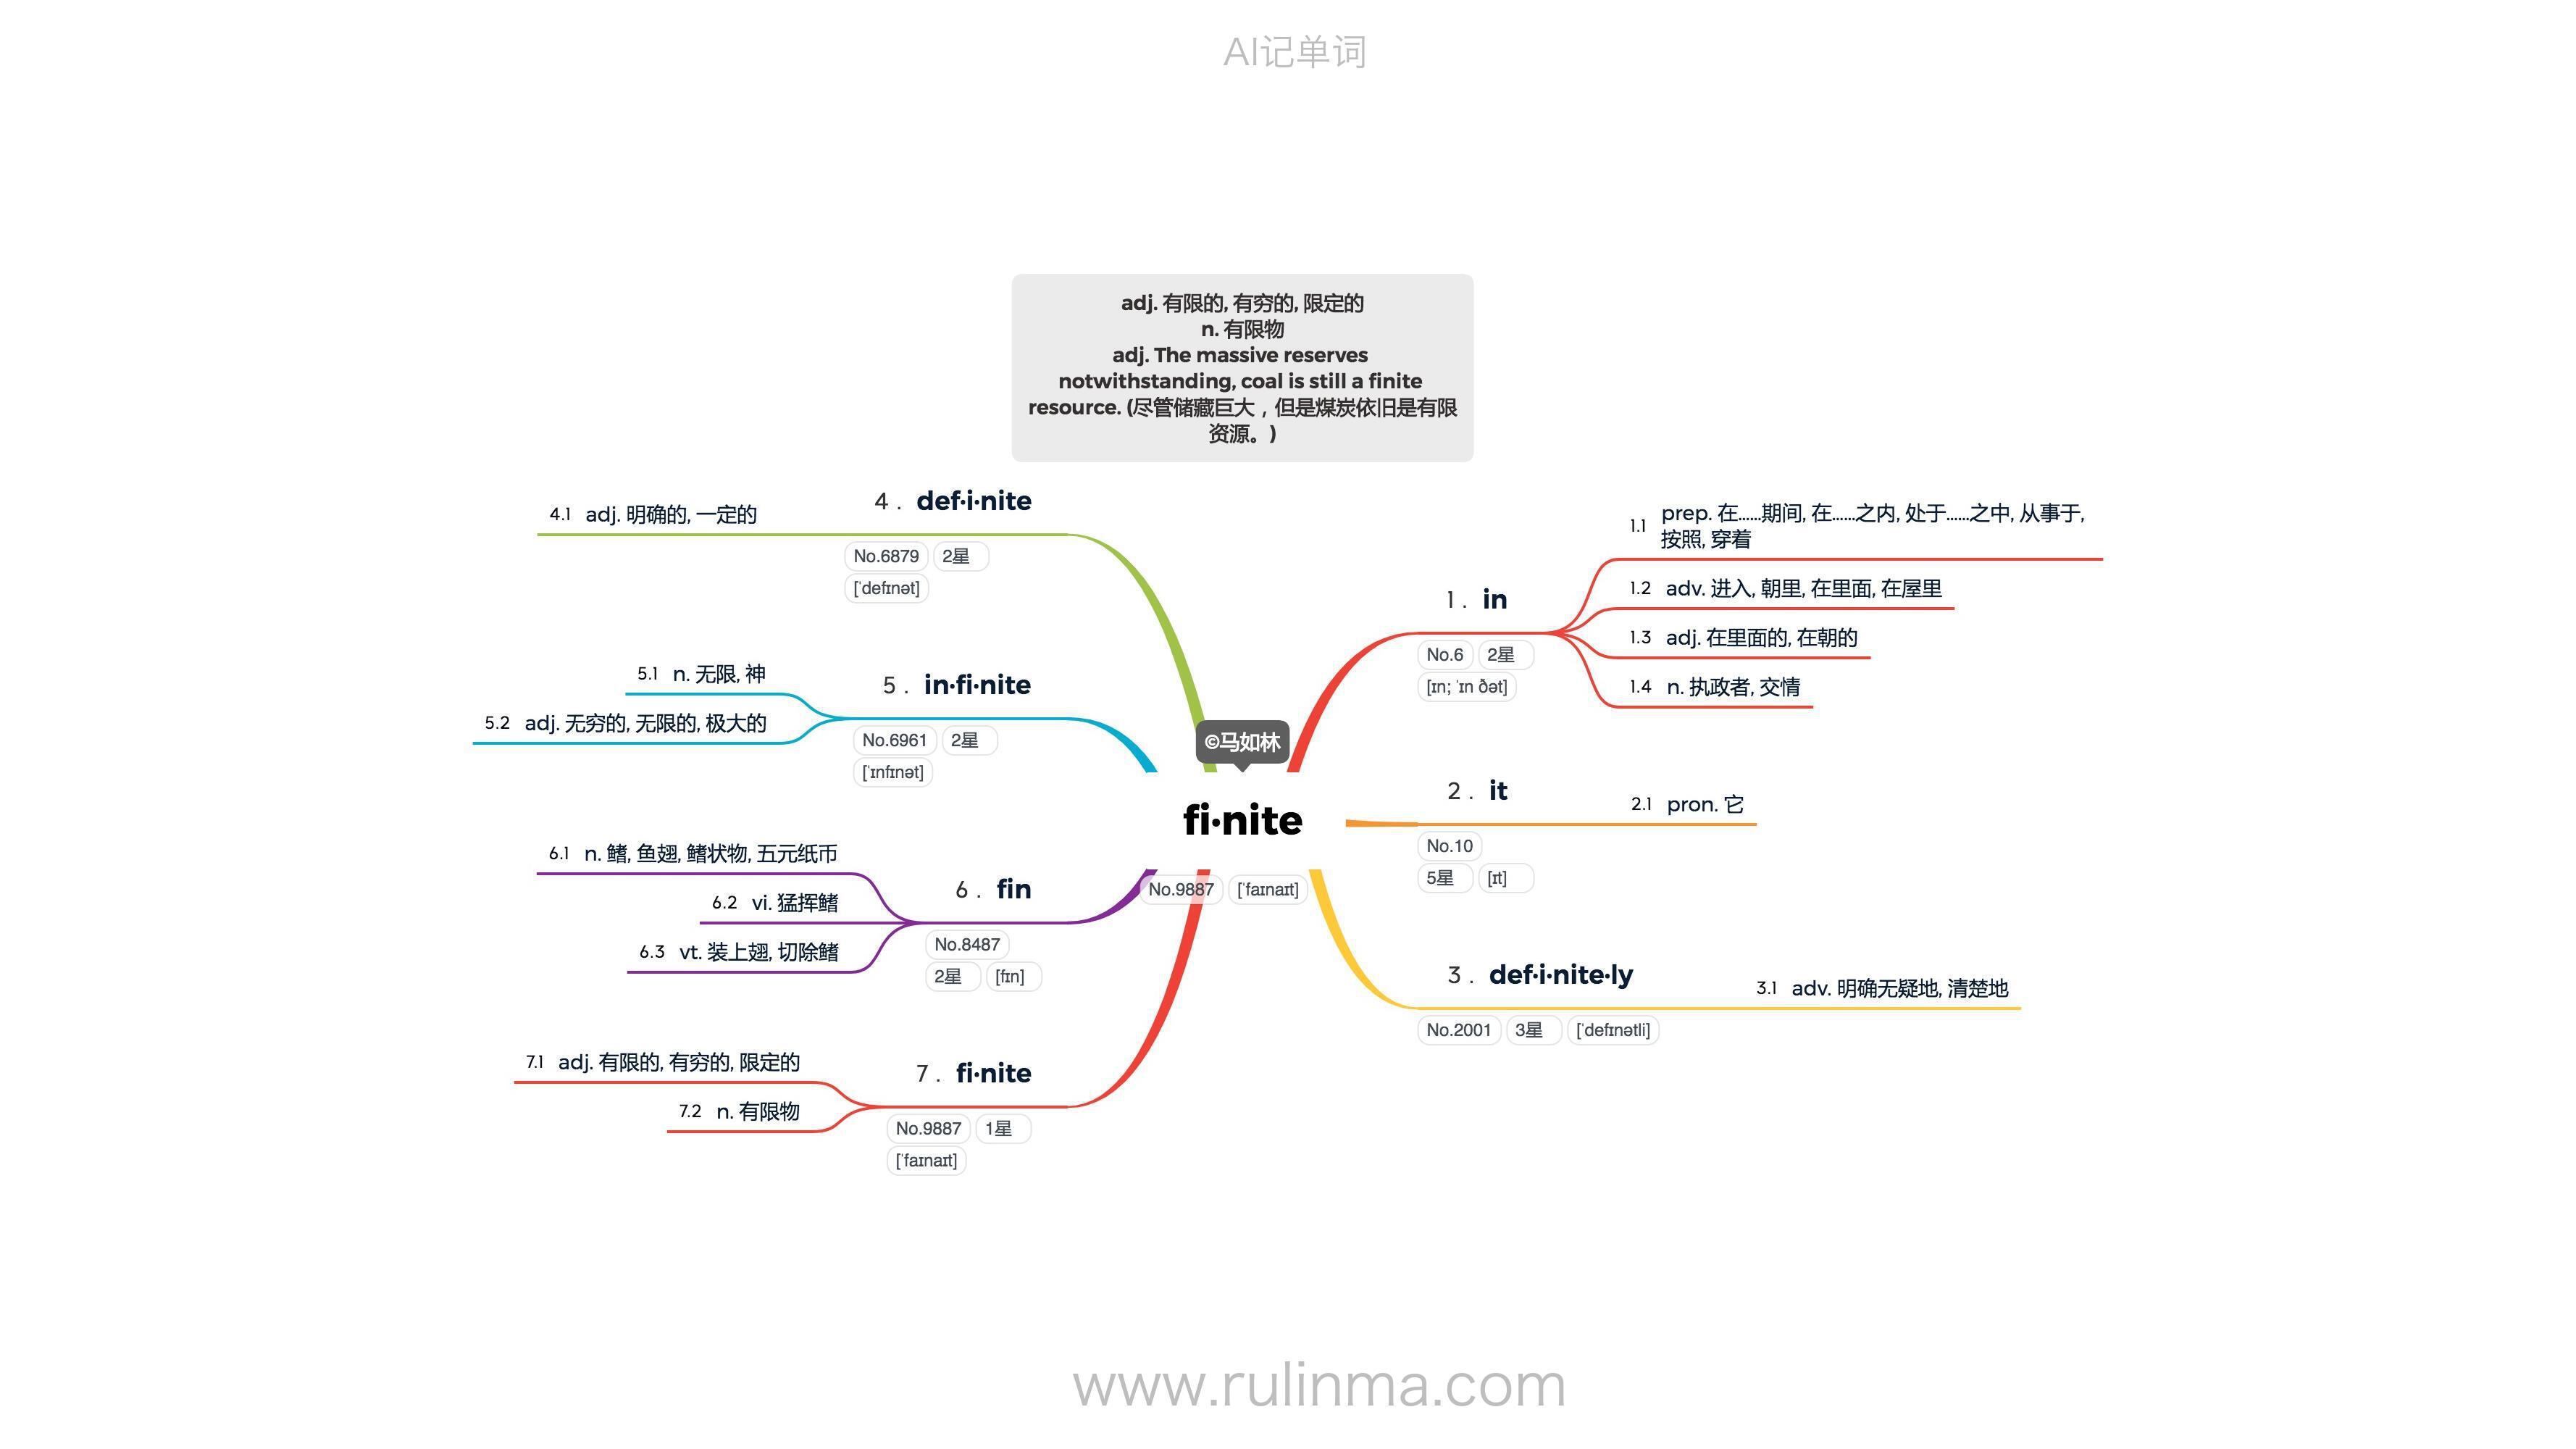 AI记单词
adj. 有限的, 有穷的, 限定的
n. 有限物
adj. The massive reserves
notwithstanding, coal is still a finite
resource. (尽管储藏巨大，但是煤炭依旧是有限
资源。)
4 . def·i·nite
4.1 adj. 明确的, 一定的
No.6879 2星
['defɪnət]
5 . in·fi·nite
5.1 n. 无限, 神
5.2 adj. 无穷的, 无限的, 极大的
No.6961 2星
['ɪnfɪnət]
6 . fin
6.1 n. 鳍, 鱼翅, 鳍状物, 五元纸币
6.2 vi. 猛挥鳍
6.3 vt. 装上翅, 切除鳍
No.8487
2星 [fɪn]
7 . fi·nite
7.1 adj. 有限的, 有穷的, 限定的
7.2 n. 有限物
No.9887 1星
['faɪnaɪt]
©马如林
fi·nite
No.9887 ['faɪnaɪt]
1 . in
No.6 2星
[ɪn; 'ɪn ðət]
1.1 prep. 在……期间, 在……之内, 处于……之中, 从事于,
按照, 穿着
1.2 adv. 进入, 朝里, 在里面, 在屋里
1.3 adj. 在里面的, 在朝的
1.4 n. 执政者, 交情
2 . it
2.1 pron. 它
No.10
5星 [ɪt]
3 . def·i·nite·ly
3.1 adv. 明确无疑地, 清楚地
No.2001 3星 ['defɪnətli]
www.rulinma.com